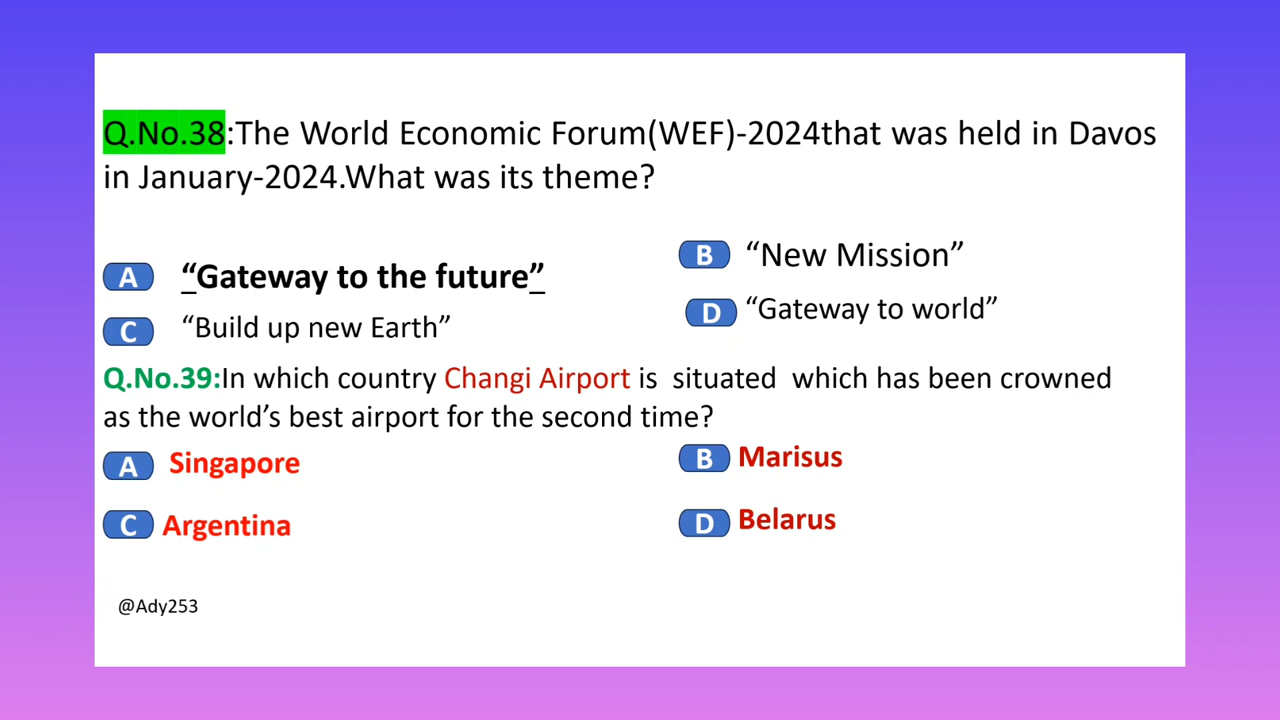 Q.No.38:The World Economic Forum(WEF)-2024that was held in Davos
in January-2024.What was its theme?
A “Gateway to the future”
B “New Mission”
C “Build up new Earth”
D “Gateway to world”
Q.No.39:In which country Changi Airport is situated which has been crowned
as the world’s best airport for the second time?
A Singapore
B Marisus
C Argentina
D Belarus
@Ady253